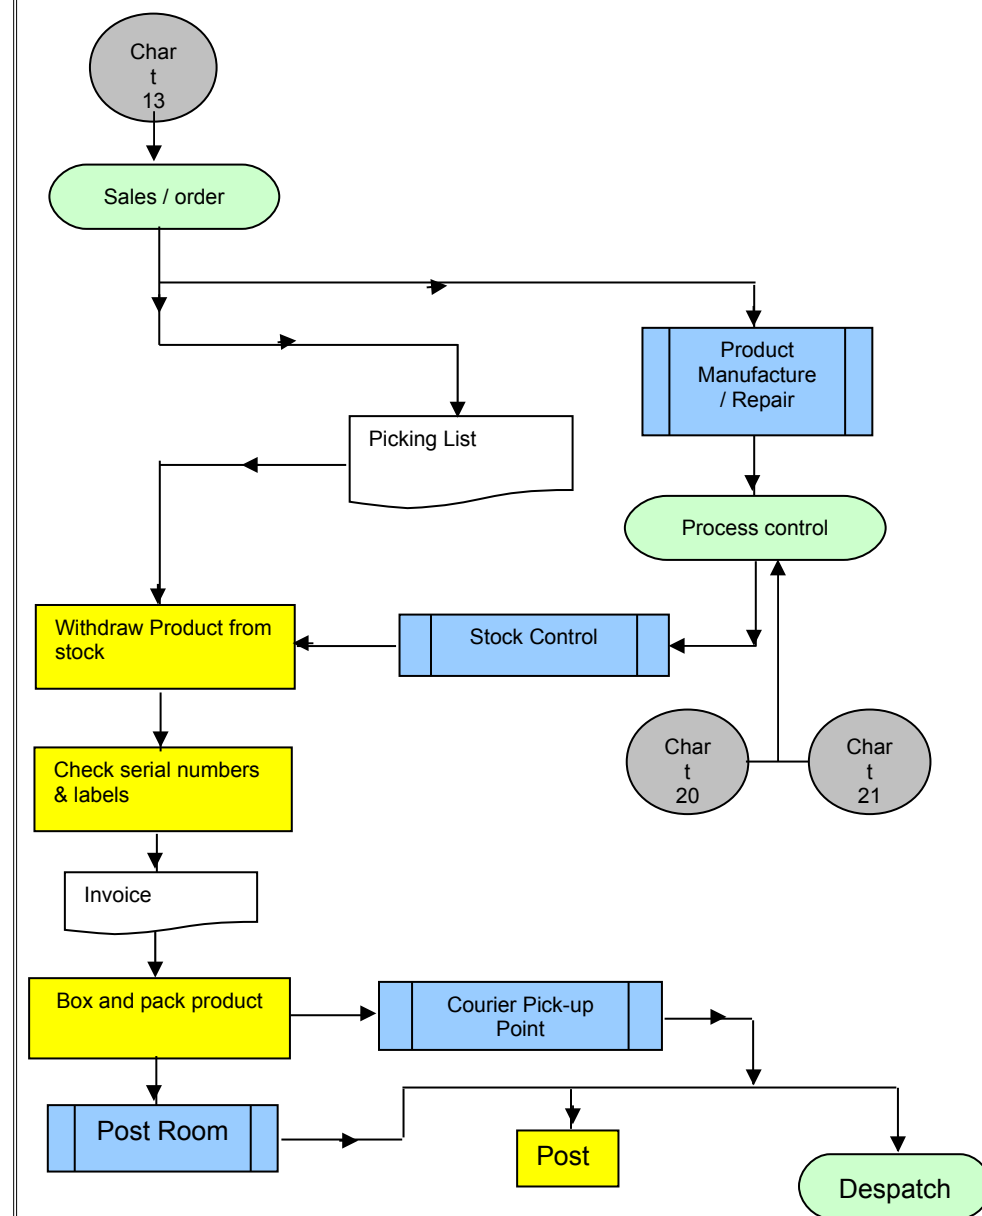 Char
t
13
Sales / order
Product
Manufacture
/ Repair
Picking List
Process control
Withdraw Product from
stock
Stock Control
Char
t
20
Char
t
21
Check serial numbers
& labels
Invoice
Box and pack product
Courier Pick-up
Point
Post Room
Post
Despatch